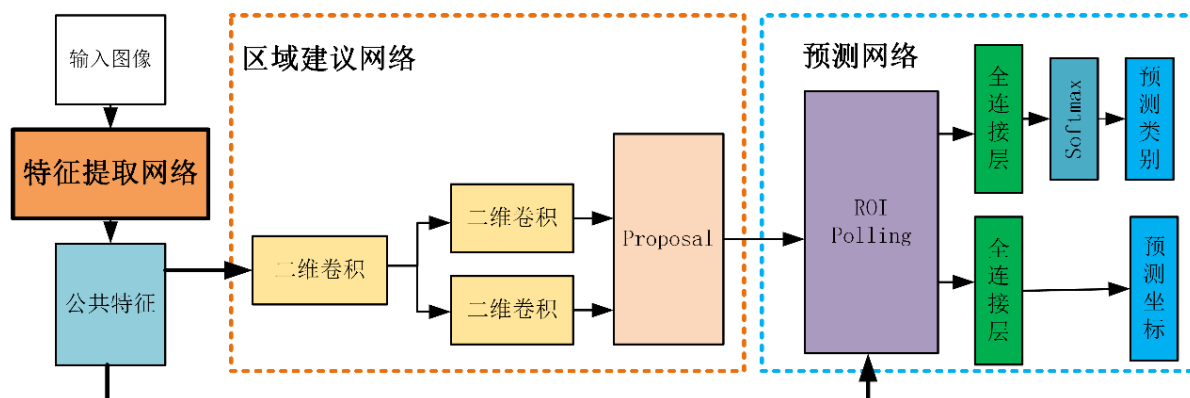 输入图像
特征提取网络
公共特征
区域建议网络
二维卷积
二维卷积
二维卷积
Proposal
预测网络
ROI
Polling
全连接层
Softmax
预测类别
全连接层
预测坐标